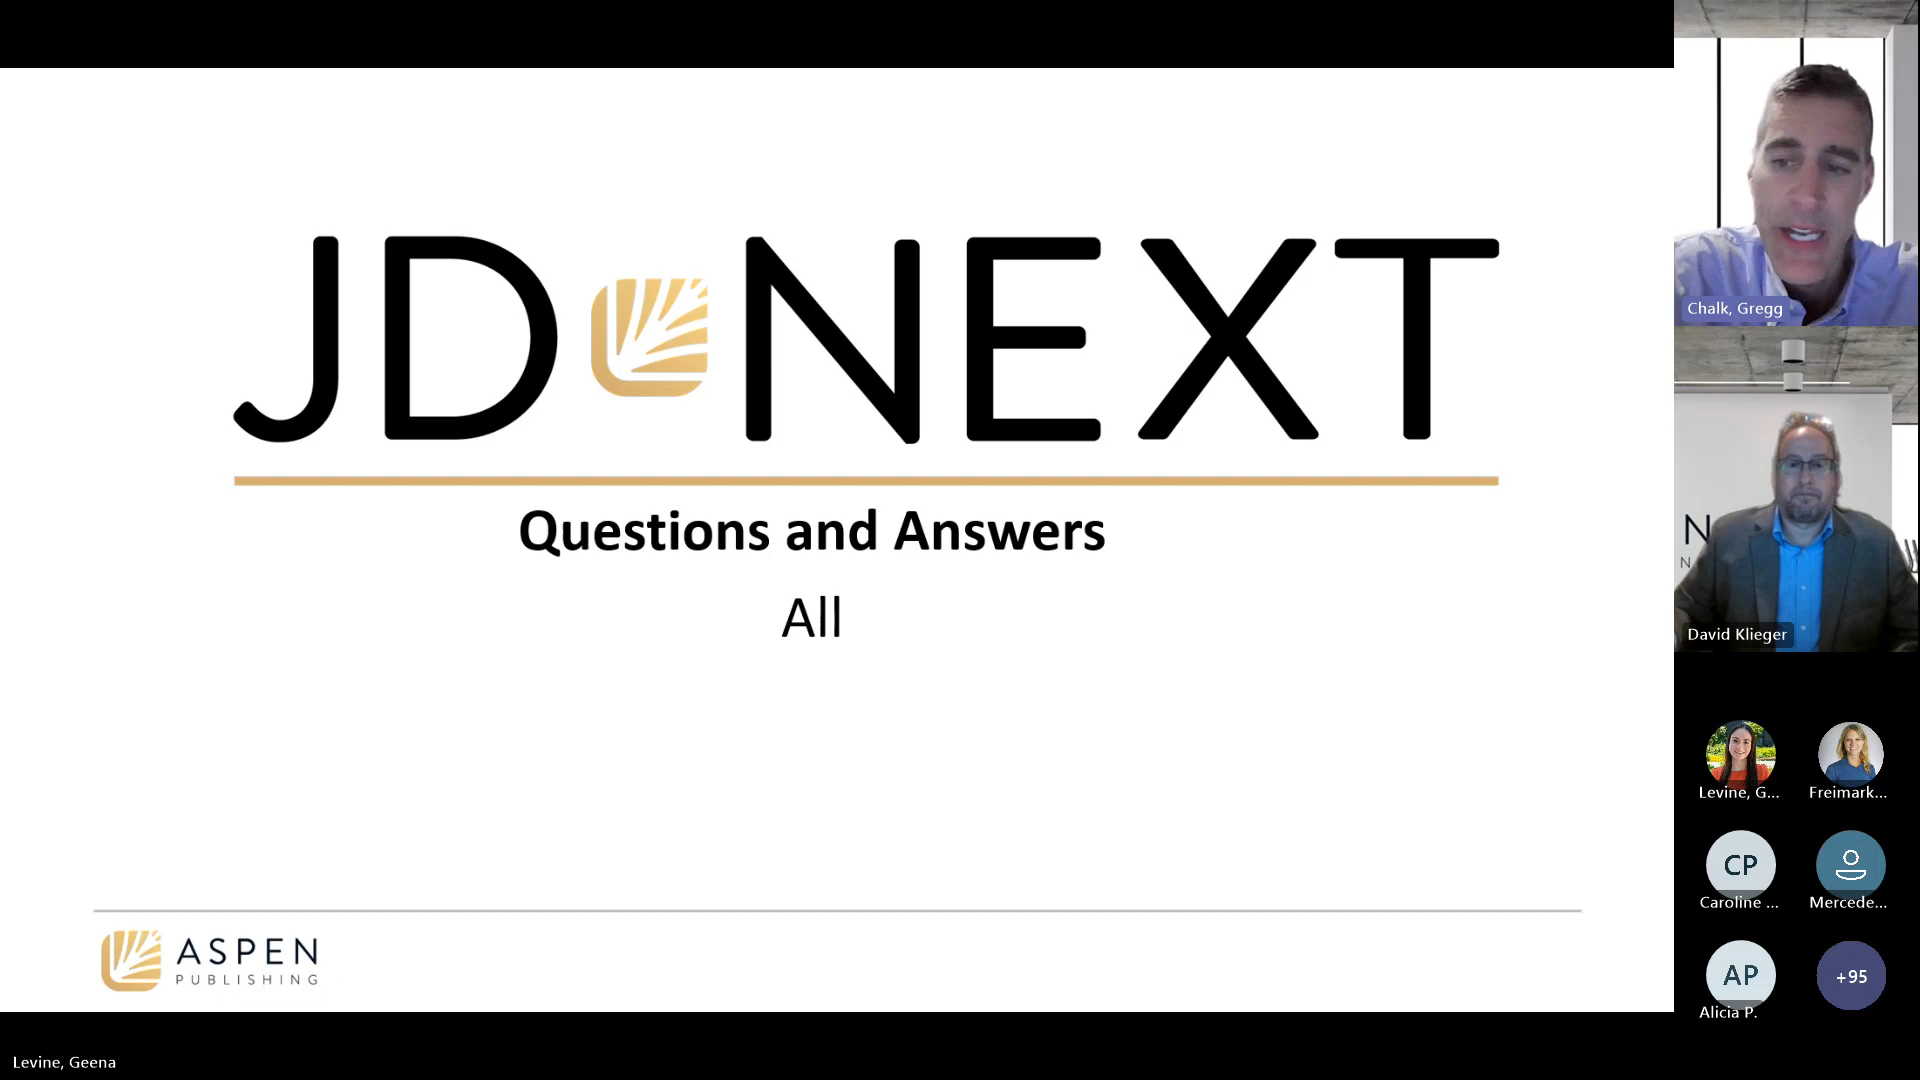 JD NEXT
Questions and Answers
All
ASPEN
PUBLISHING
Levine, Geena
Chalk, Gregg
N
N
David Klieger
Levine, G...
Freimark...
CP
Caroline ...
Mercede...
AP
Alicia P.
+95